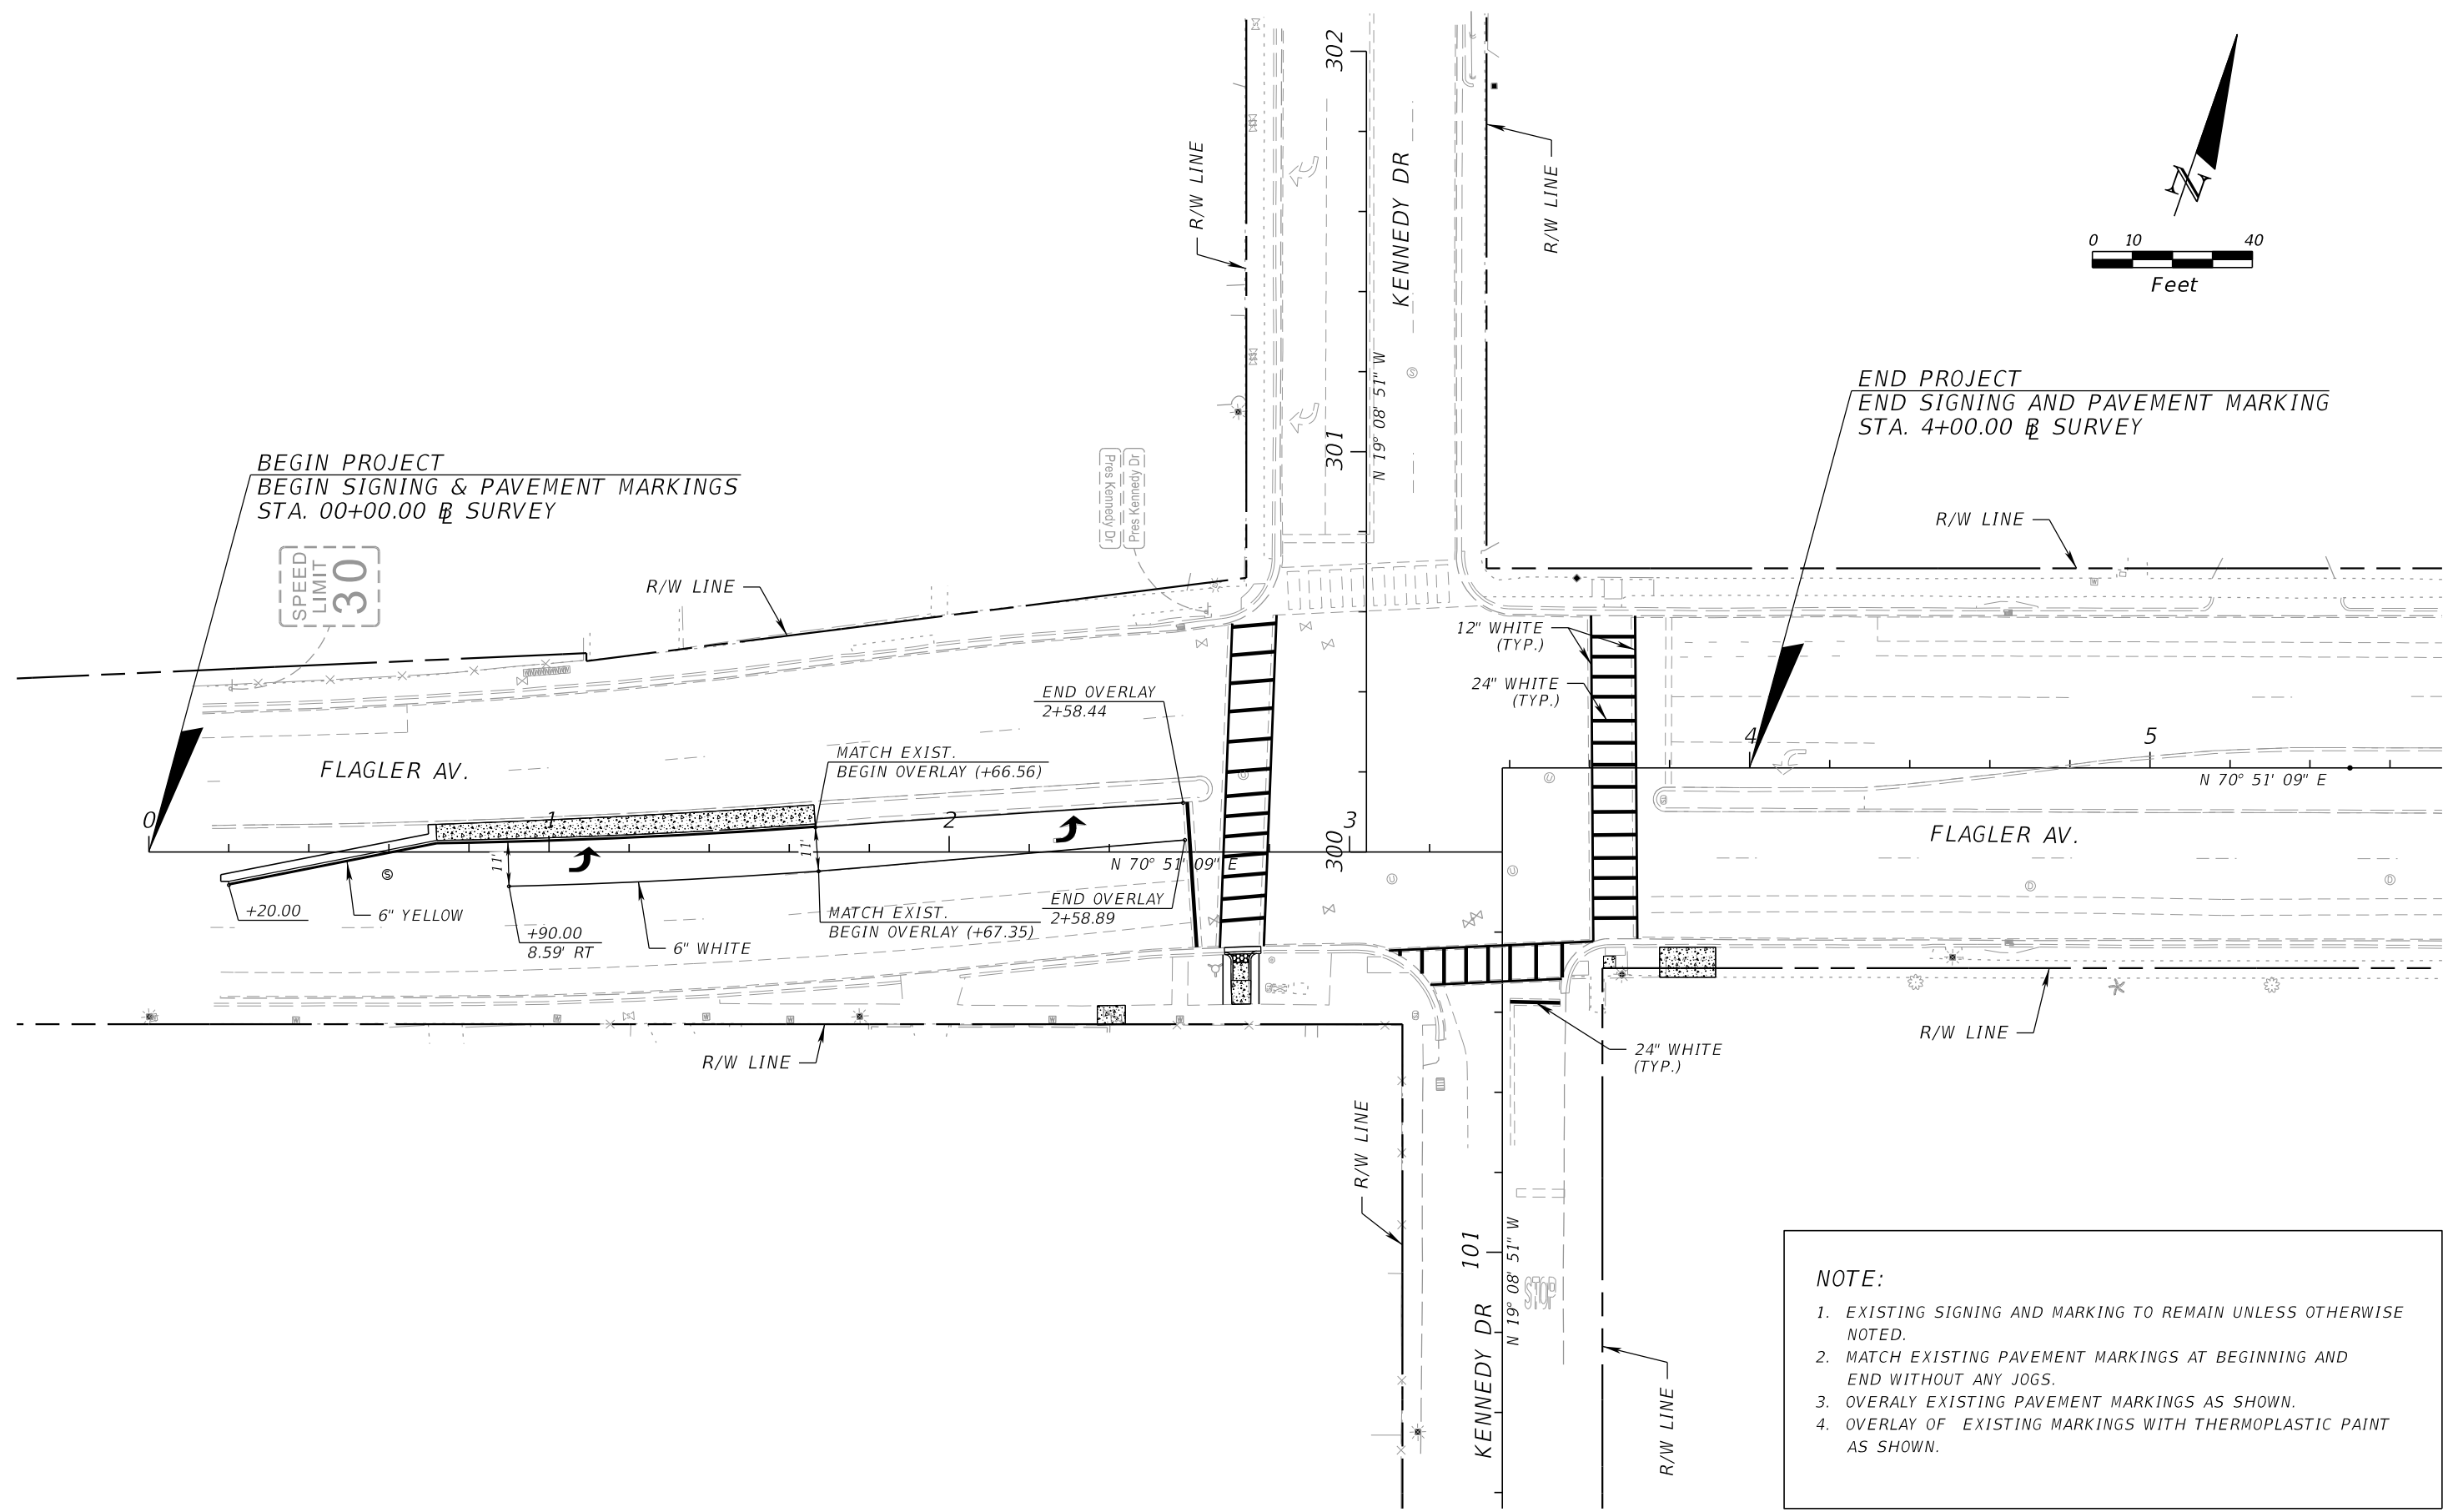 302
R/W LINE
KENNEDY DR
R/W LINE
N
0 10 40
Feet
N 19° 08' 51" W
301
END PROJECT
END SIGNING AND PAVEMENT MARKING
STA. 4+00.00 BL SURVEY
BEGIN PROJECT
BEGIN SIGNING & PAVEMENT MARKINGS
STA. 00+00.00 BL SURVEY
Pres Kennedy Dr
Pres Kennedy Dr
SPEED
LIMIT
30
R/W LINE
R/W LINE
12" WHITE
(TYP.)
24" WHITE
(TYP.)
END OVERLAY
2+58.44
MATCH EXIST.
BEGIN OVERLAY (+66.56)
FLAGLER AV.
4
5
N 70° 51' 09" E
0
1
2
3
300
11'
11'
N 70° 51' 09" E
FLAGLER AV.
+20.00
6" YELLOW
+90.00
8.59' RT
6" WHITE
MATCH EXIST.
BEGIN OVERLAY (+67.35)
END OVERLAY
2+58.89
R/W LINE
R/W LINE
24" WHITE
(TYP.)
R/W LINE
101
N 19° 08' 51" W
STOP
KENNEDY DR
R/W LINE
NOTE:
1. EXISTING SIGNING AND MARKING TO REMAIN UNLESS OTHERWISE
NOTED.
2. MATCH EXISTING PAVEMENT MARKINGS AT BEGINNING AND
END WITHOUT ANY JOGS.
3. OVERALY EXISTING PAVEMENT MARKINGS AS SHOWN.
4. OVERLAY OF EXISTING MARKINGS WITH THERMOPLASTIC PAINT
AS SHOWN.